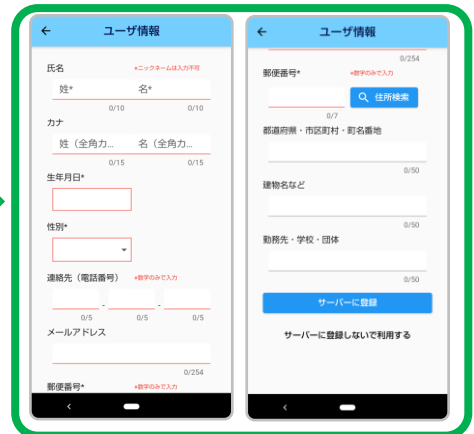 ユーザ情報
氏名 *ニックネームは入力不可
姓* 名*
0/10 0/10
カナ
姓（全角カ... 名（全角カ...
0/15 0/15
生年月日*
性別*
連絡先（電話番号） *数字のみで入力
- -
0/5 0/5 0/5
メールアドレス
0/254
郵便番号* *数字のみで入力
ユーザ情報
0/254
郵便番号* *数字のみで入力
住所検索
0/7
都道府県・市区町村・町名番地
0/50
建物名など
0/50
勤務先・学校・団体
0/50
サーバーに登録
サーバーに登録しないで利用する